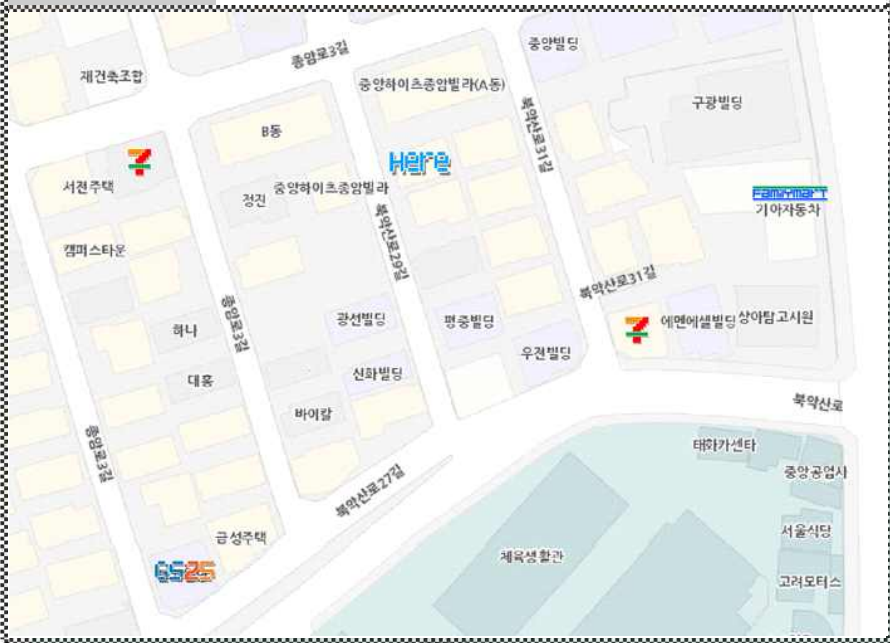 중앙빌딩
종암로3길
재건축조합
중앙하이츠종암빌라(A동)
구광빌딩
B동
북악산로31길
7
Here
서전주택
정진
중앙하이츠종암빌라
FamilyMart
기아자동차
북악산로29길
캠퍼스타운
북악산로31길
종암로3길
하나
광선빌딩
평중빌딩
7
에멘에셀빌딩
상아탑고시원
우전빌딩
대흥
신화빌딩
바이칼
북악산로
종암로3길
태화카센타
중앙공업사
북악산로27길
금성주택
체육생활관
서울식당
GS25
고려모터스